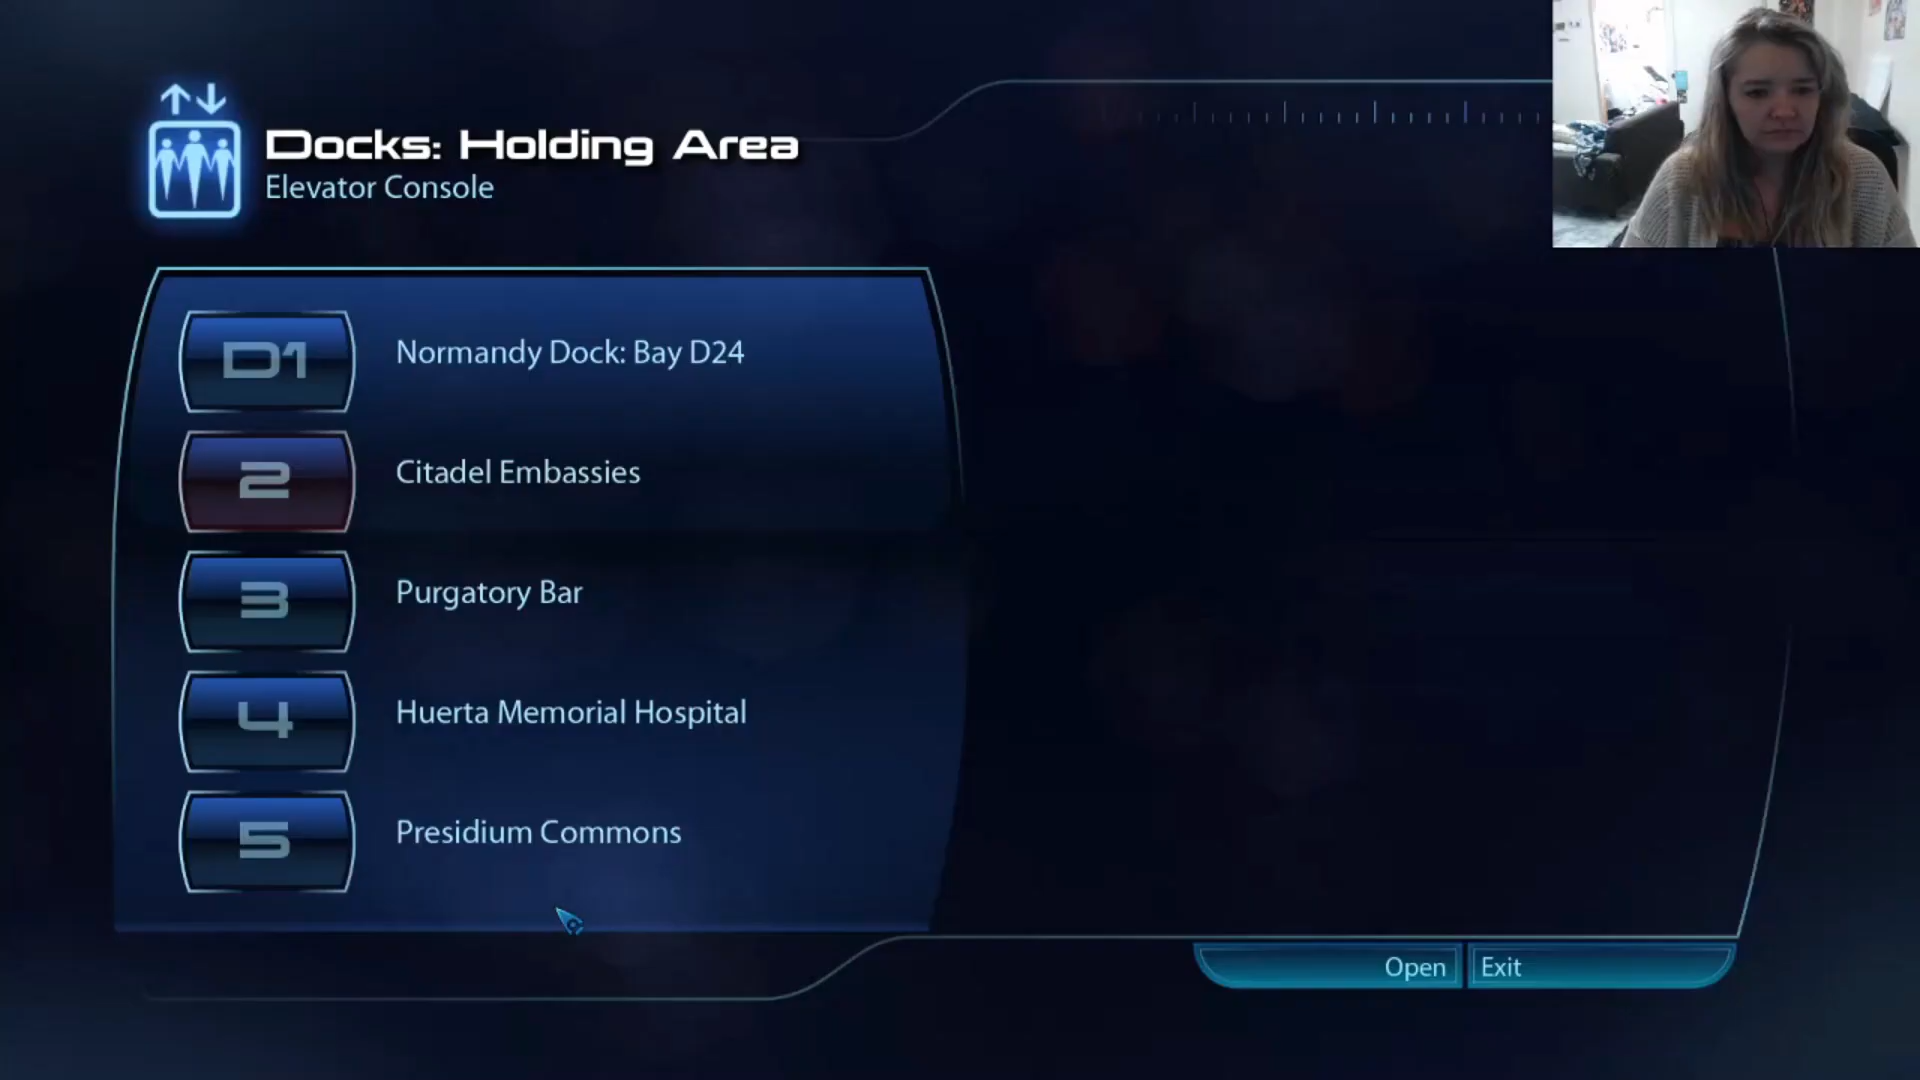 Docks: Holding Area
Elevator Console
D1 Normandy Dock: Bay D24
2 Citadel Embassies
3 Purgatory Bar
4 Huerta Memorial Hospital
5 Presidium Commons
Open Exit